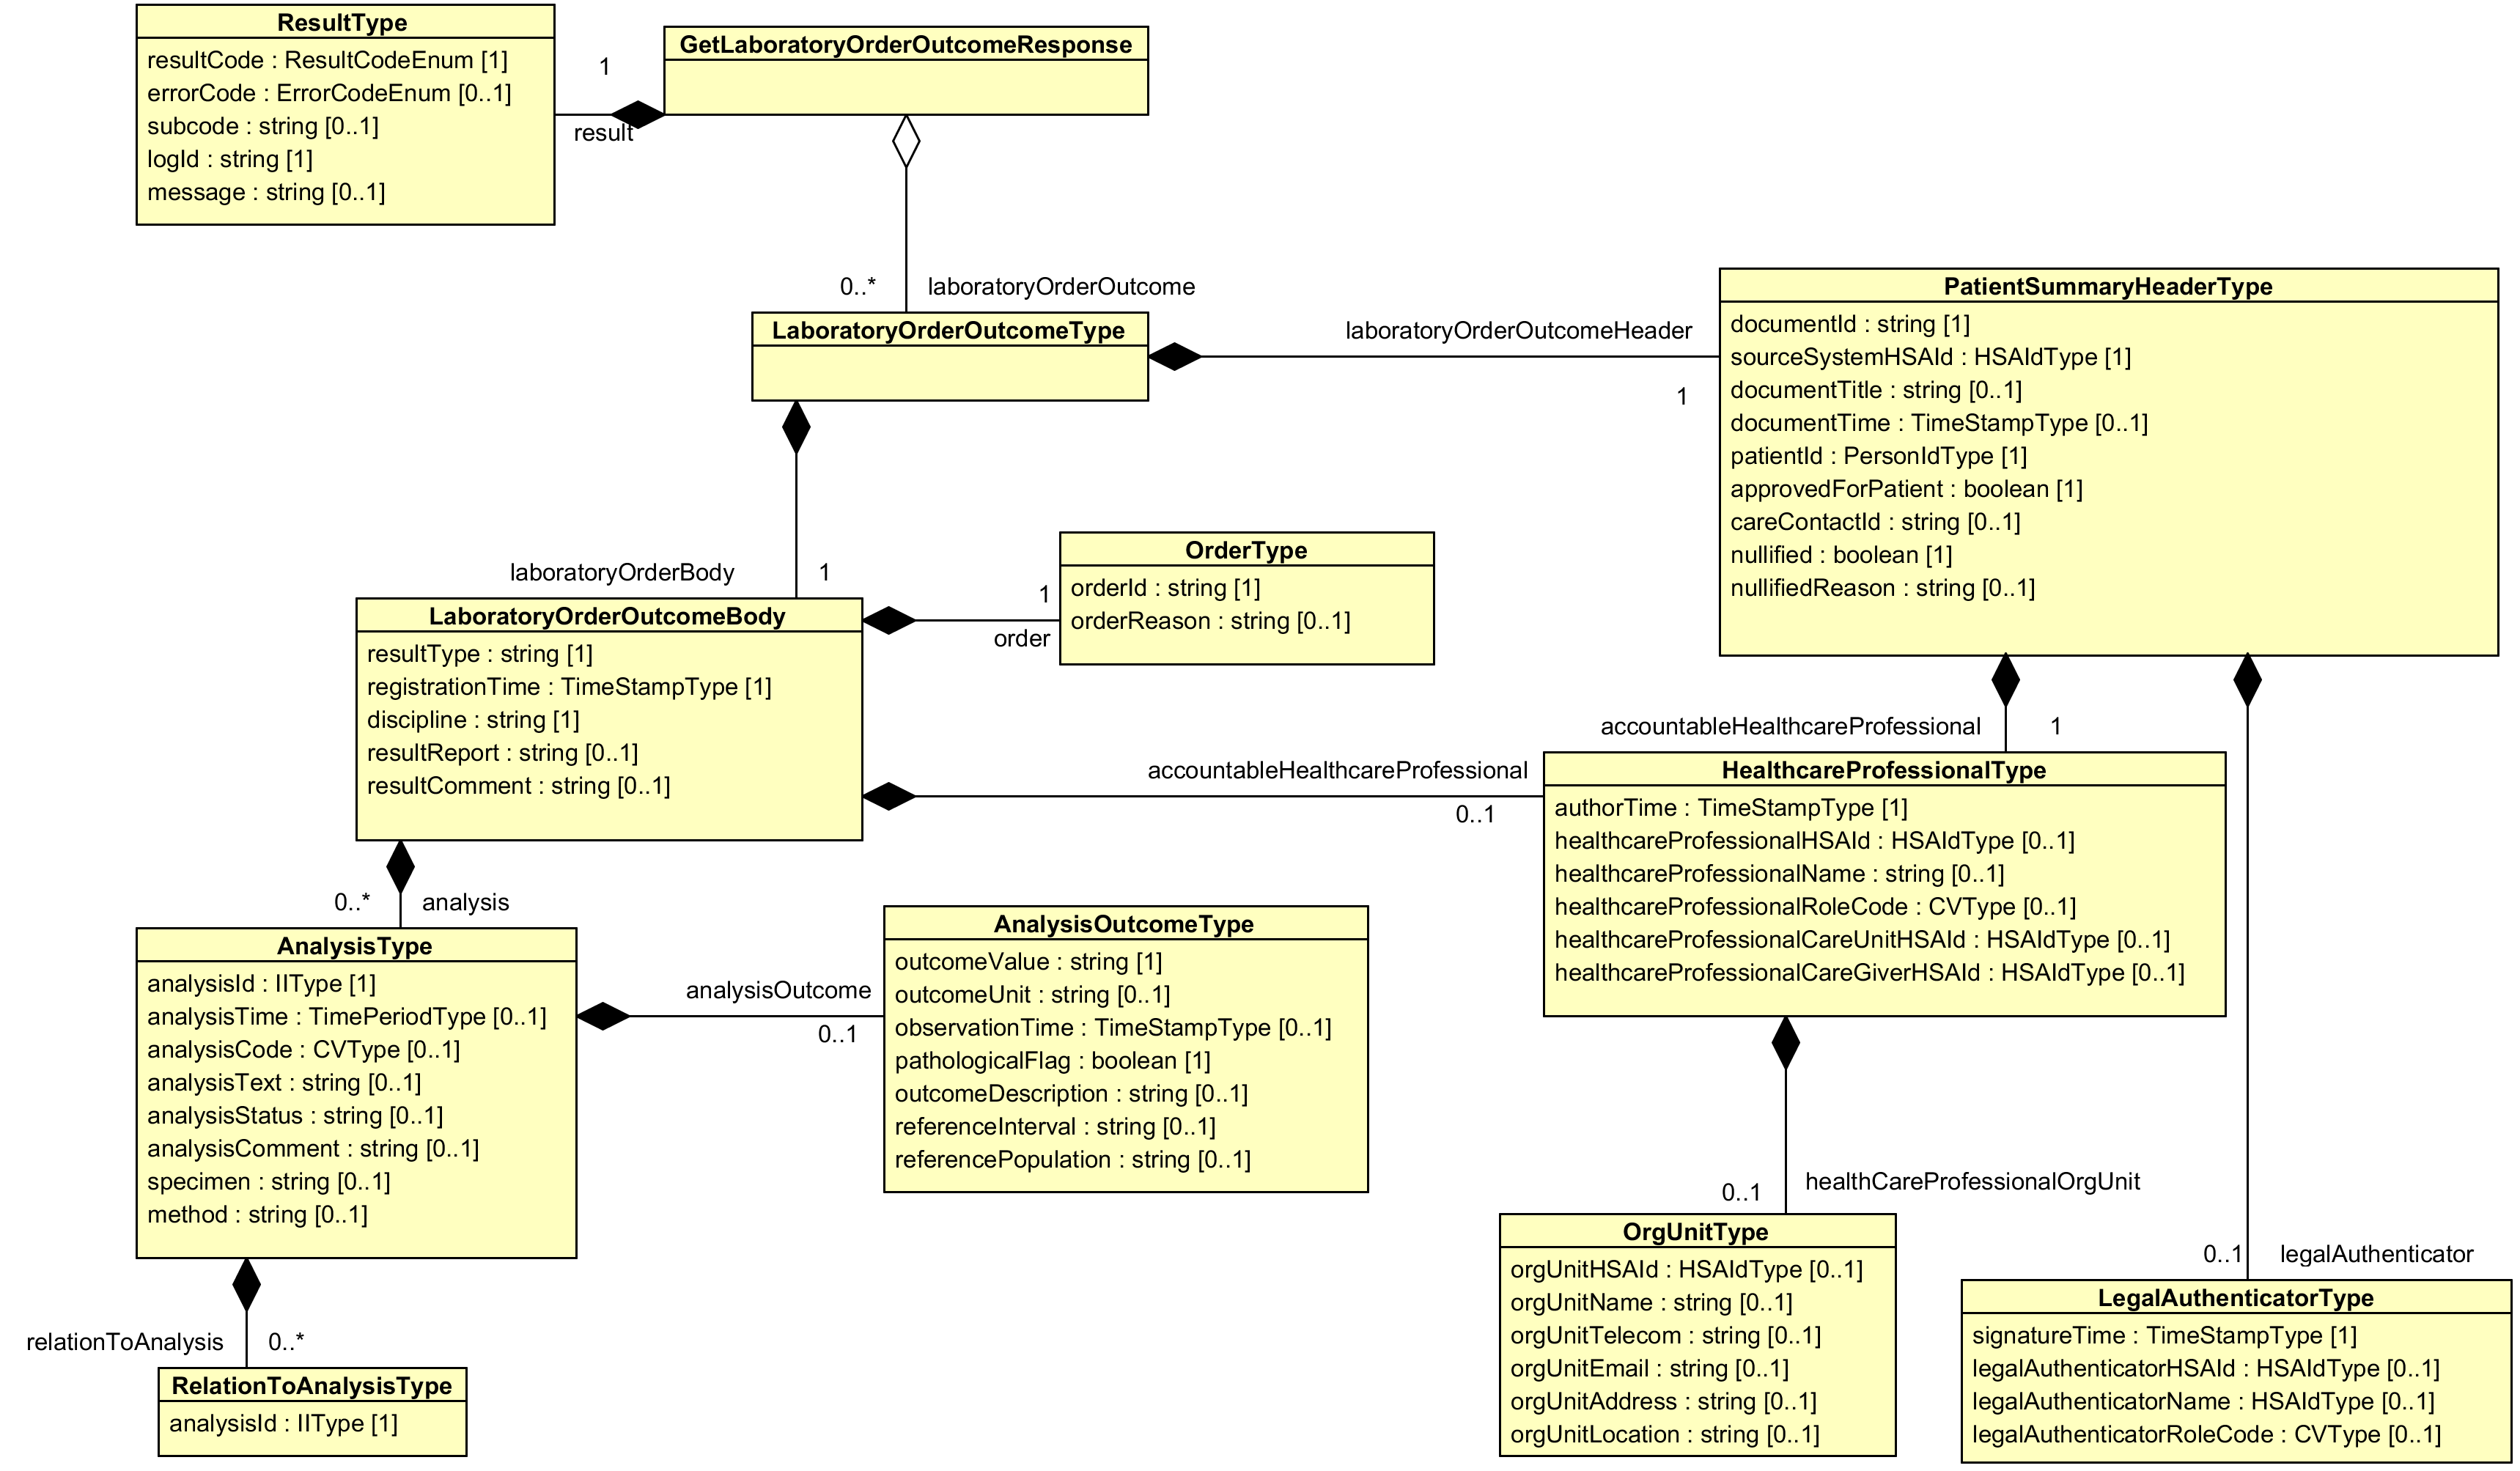 ResultType
resultCode : ResultCodeEnum [1]
errorCode : ErrorCodeEnum [0..1]
subcode : string [0..1]
logId : string [1]
message : string [0..1]
1
result
GetLaboratoryOrderOutcomeResponse
0..*
laboratoryOrderOutcome
LaboratoryOrderOutcomeType
laboratoryOrderOutcomeHeader
1
PatientSummaryHeaderType
documentId : string [1]
sourceSystemHSAId : HSAIdType [1]
documentTitle : string [0..1]
documentTime : TimeStampType [0..1]
patientId : PersonIdType [1]
approvedForPatient : boolean [1]
careContactId : string [0..1]
nullified : boolean [1]
nullifiedReason : string [0..1]
laboratoryOrderBody
1
LaboratoryOrderOutcomeBody
resultType : string [1]
registrationTime : TimeStampType [1]
discipline : string [1]
resultReport : string [0..1]
resultComment : string [0..1]
1
order
OrderType
orderId : string [1]
orderReason : string [0..1]
accountableHealthcareProfessional
1
accountableHealthcareProfessional
0..1
HealthcareProfessionalType
authorTime : TimeStampType [1]
healthcareProfessionalHSAId : HSAIdType [0..1]
healthcareProfessionalName : string [0..1]
healthcareProfessionalRoleCode : CVType [0..1]
healthcareProfessionalCareUnitHSAId : HSAIdType [0..1]
healthcareProfessionalCareGiverHSAId : HSAIdType [0..1]
0..*
analysis
AnalysisType
analysisId : IIType [1]
analysisTime : TimePeriodType [0..1]
analysisCode : CVType [0..1]
analysisText : string [0..1]
analysisStatus : string [0..1]
analysisComment : string [0..1]
specimen : string [0..1]
method : string [0..1]
analysisOutcome
0..1
AnalysisOutcomeType
outcomeValue : string [1]
outcomeUnit : string [0..1]
observationTime : TimeStampType [0..1]
pathologicalFlag : boolean [1]
outcomeDescription : string [0..1]
referenceInterval : string [0..1]
referencePopulation : string [0..1]
relationToAnalysis
0..*
RelationToAnalysisType
analysisId : IIType [1]
0..1
healthCareProfessionalOrgUnit
OrgUnitType
orgUnitHSAId : HSAIdType [0..1]
orgUnitName : string [0..1]
orgUnitTelecom : string [0..1]
orgUnitEmail : string [0..1]
orgUnitAddress : string [0..1]
orgUnitLocation : string [0..1]
0..1
legalAuthenticator
LegalAuthenticatorType
signatureTime : TimeStampType [1]
legalAuthenticatorHSAId : HSAIdType [0..1]
legalAuthenticatorName : HSAIdType [0..1]
legalAuthenticatorRoleCode : CVType [0..1]